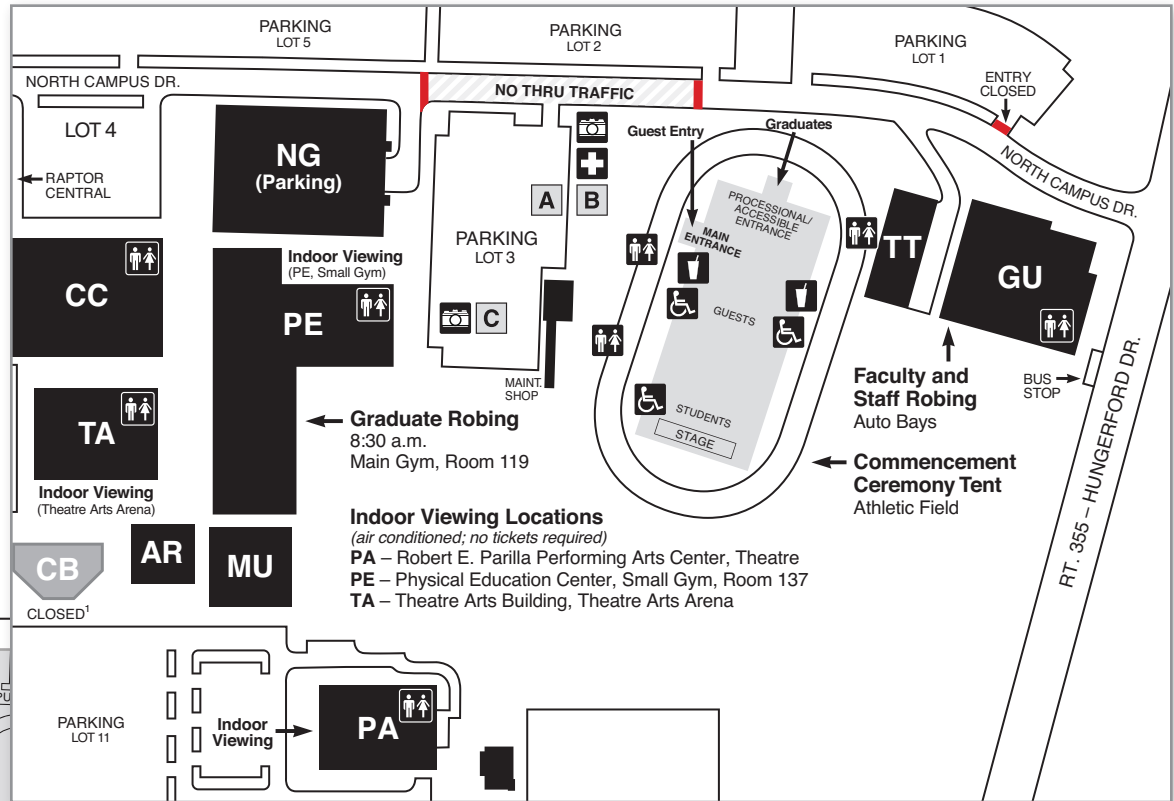 PARKING
LOT 5
PARKING
LOT 2
PARKING
LOT 1
ENTRY
CLOSED
NORTH CAMPUS DR.
NO THRU TRAFFIC
LOT 4
RAPTOR
CENTRAL
NG
(Parking)
Guest Entry
Graduates
NORTH CAMPUS DR.
A
B
PROCESSIONAL/
ACCESSIBLE
ENTRANCE
MAIN
ENTRANCE
PARKING
LOT 3
TT
GU
CC
Indoor Viewing
(PE, Small Gym)
PE
C
GUESTS
MAINT.
SHOP
BUS
STOP
Faculty and
Staff Robing
Auto Bays
TA
Indoor Viewing
(Theatre Arts Arena)
Graduate Robing
8:30 a.m.
Main Gym, Room 119
STUDENTS
STAGE
Commencement
Ceremony Tent
Athletic Field
RT. 355 – HUNGERFORD DR.
Indoor Viewing Locations
(air conditioned; no tickets required)
PA – Robert E. Parilla Performing Arts Center, Theatre
PE – Physical Education Center, Small Gym, Room 137
TA – Theatre Arts Building, Theatre Arts Arena
CB
CLOSED¹
AR
MU
PARKING
LOT 11
Indoor
Viewing
PA